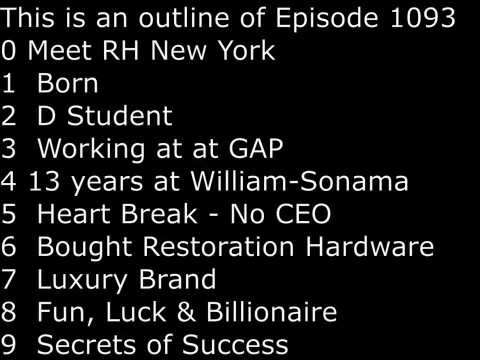 This is an outline of Episode 1093
0 Meet RH New York
1  Born
2  D Student
3  Working at at GAP
4 13 years at William-Sonama
5  Heart Break - No CEO
6  Bought Restoration Hardware
7  Luxury Brand
8  Fun, Luck & Billionaire
9  Secrets of Success